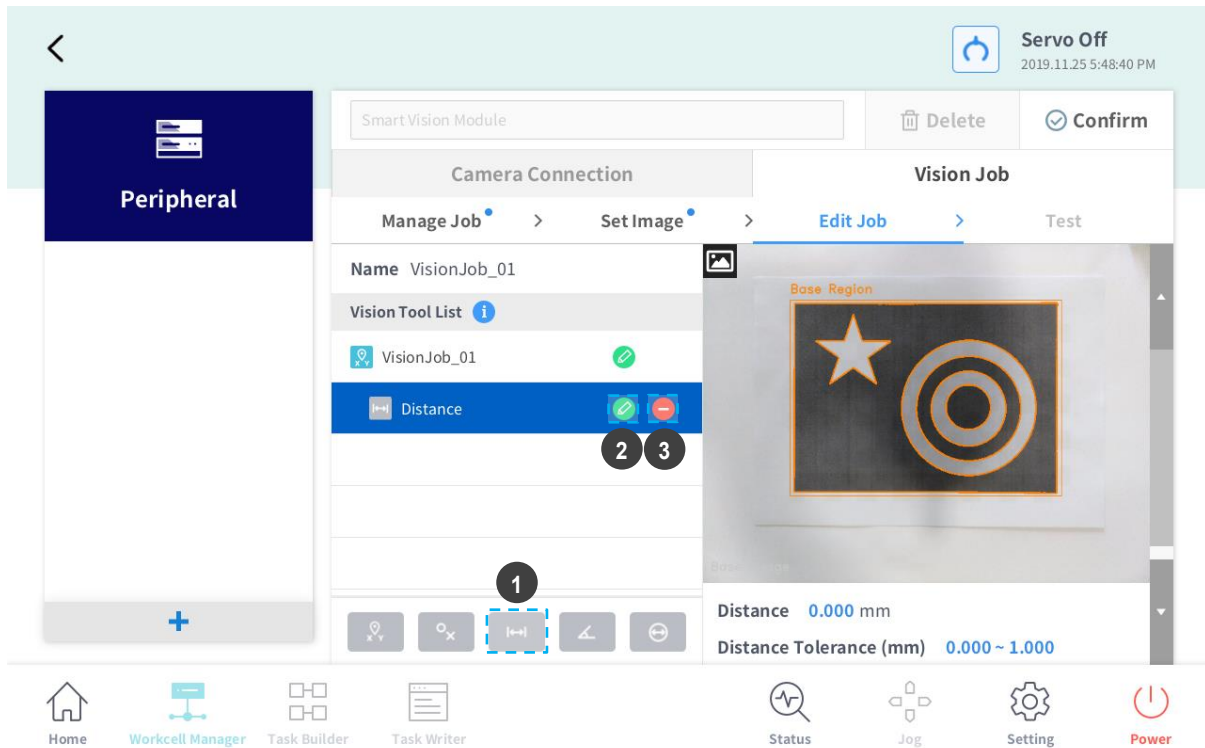 Servo Off
2019.11.25 5:48:40 PM
Peripheral
Smart Vision Module
Delete
Confirm
Camera Connection
Vision Job
Manage Job
>
Set Image
>
Edit Job
>
Test
Name VisionJob_01
Vision Tool List i
VisionJob_01
Distance
2 3
1
Base Region
Distance 0.000 mm
Distance Tolerance (mm) 0.000 ~ 1.000
+
Home
Workcell Manager
Task Builder
Task Writer
Status
Jog
Setting
Power